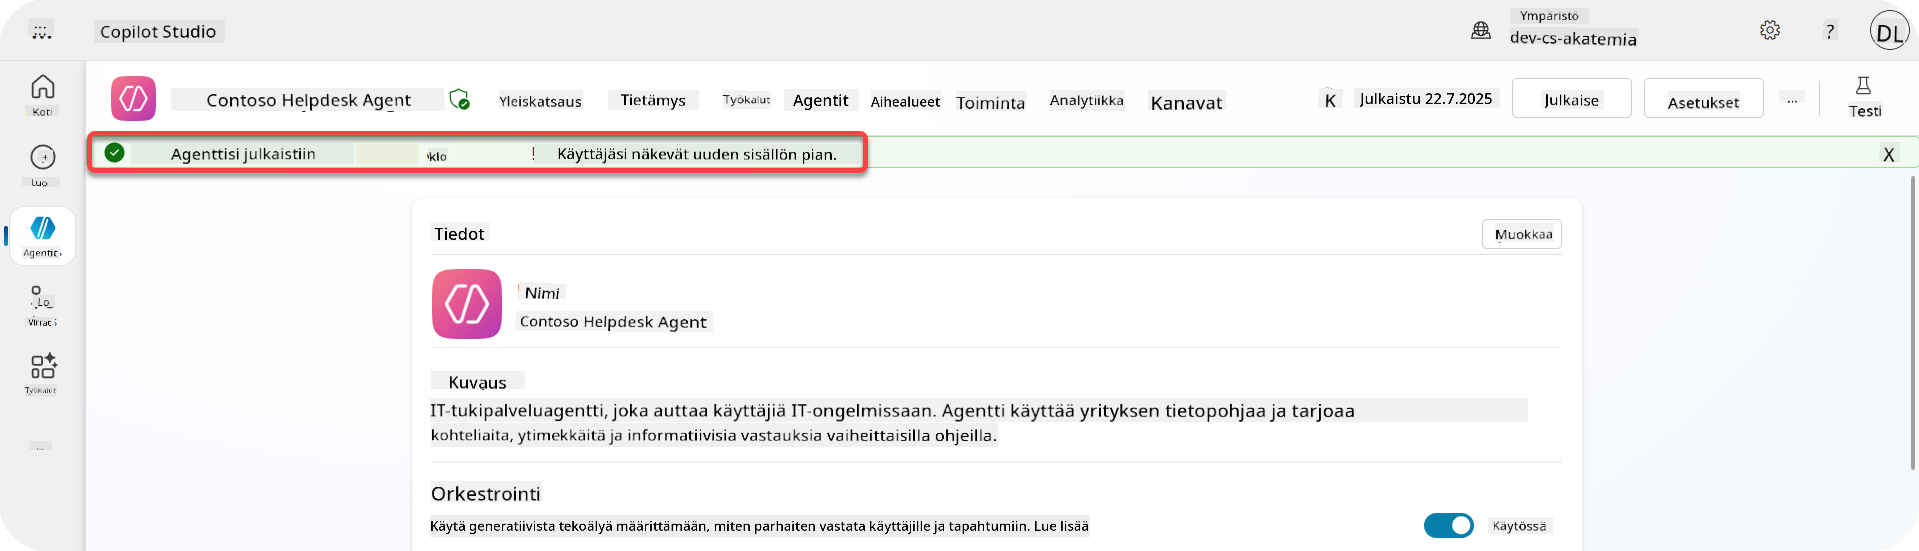 Copilot Studio
Ympäristö
dev-cs-akatemia
?
DL
Contoso Helpdesk Agent
Yleiskatsaus
Tietämys
Työkalut
Agentit
Aihealueet
Toiminta
Analytiikka
Kanavat
K
Julkaistu 22.7.2025
Julkaise
Asetukset
...
Testi
Koti
Luo
Virrat
Työkalut
Agenttisi julkaistiin
! Käyttäjäsi näkevät uuden sisällön pian.
X
Tiedot
Muokkaa
Nimi
Contoso Helpdesk Agent
Kuvaus
IT-tukipalveluagentti, joka auttaa käyttäjiä IT-ongelmissaan. Agentti käyttää yrityksen tietopohjaa ja tarjoaa
kohteliaita, ytimekkäitä ja informatiivisia vastauksia vaiheittaisilla ohjeilla.
Orkestrointi
Käytä generatiivista tekoälyä määrittämään, miten parhaiten vastata käyttäjille ja tapahtumiin. Lue lisää
Käytössä